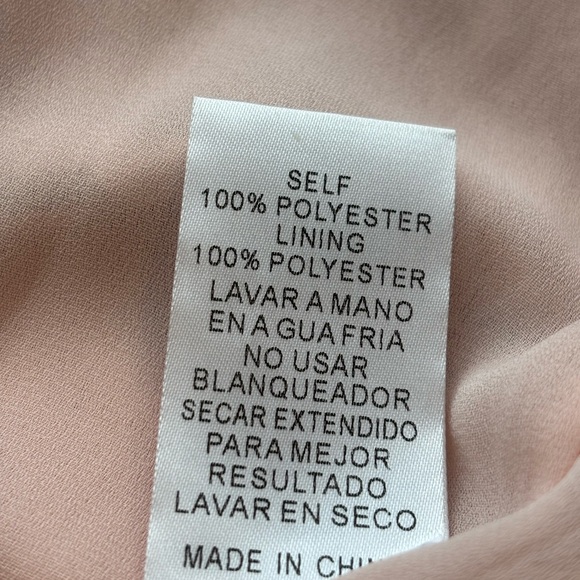 SELF
100% POLYESTER
LINING
100% POLYESTER
LAVAR A MANO
EN AGUA FRIA
NO USAR
BLANQUEADOR
SECAR EXTENDIDO
PARA MEJOR
RESULTADO
LAVAR EN SECO
MADE IN